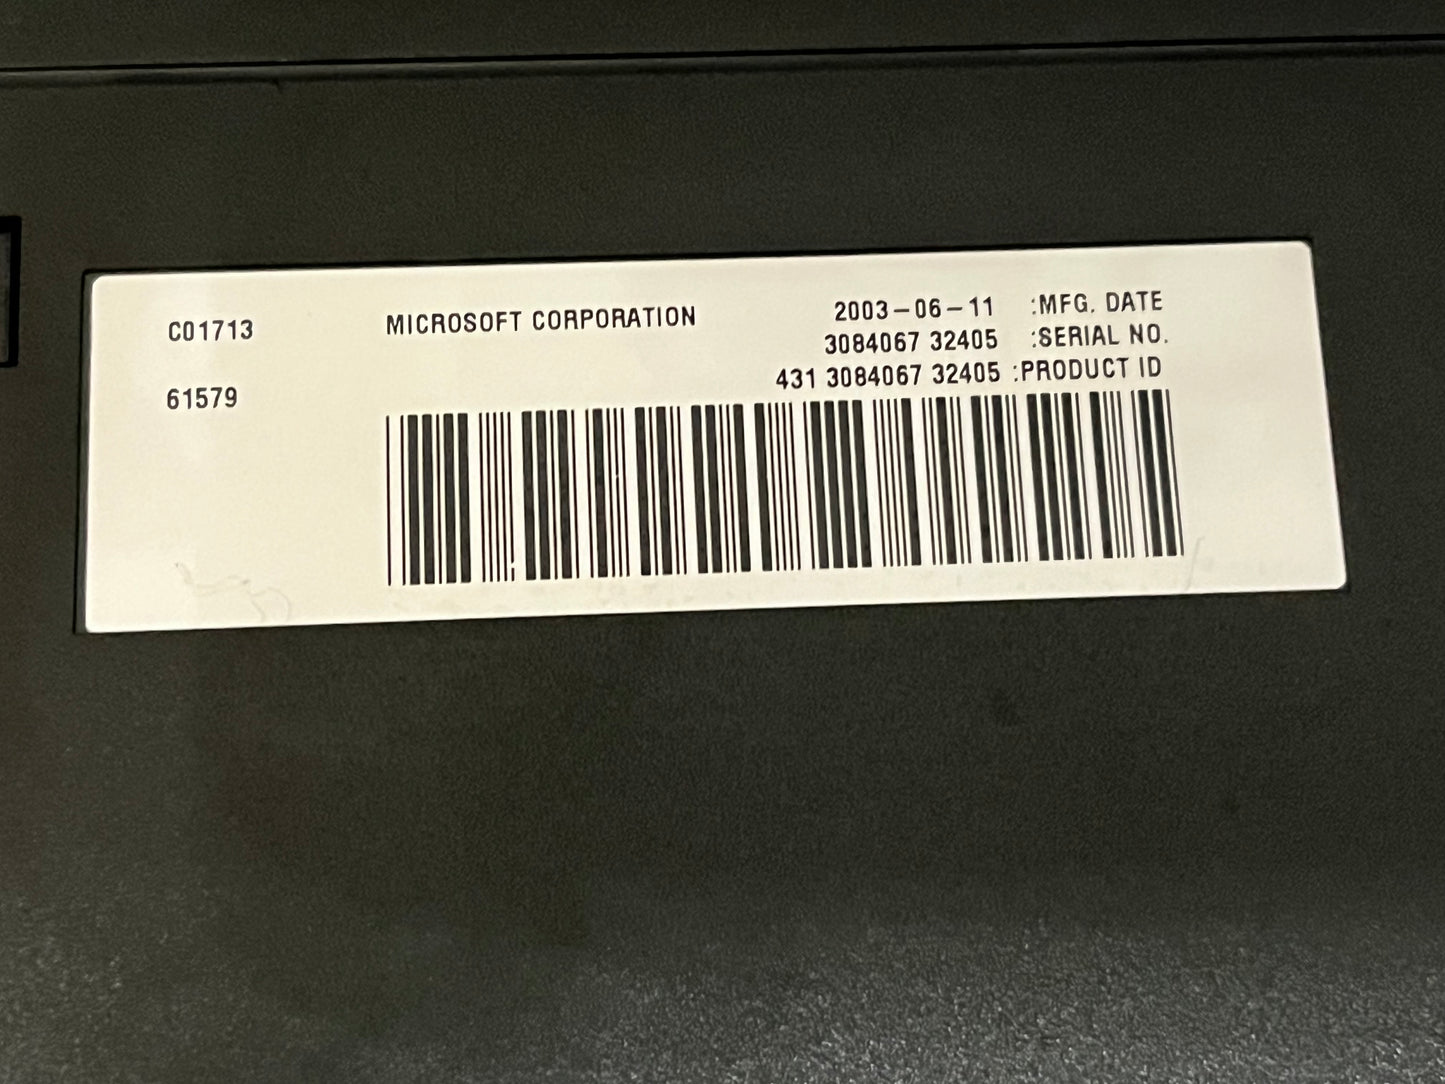 C01713
61579
MICROSOFT CORPORATION
2003-06-11 :MFG. DATE
3084067 32405 :SERIAL NO.
431 3084067 32405 :PRODUCT ID